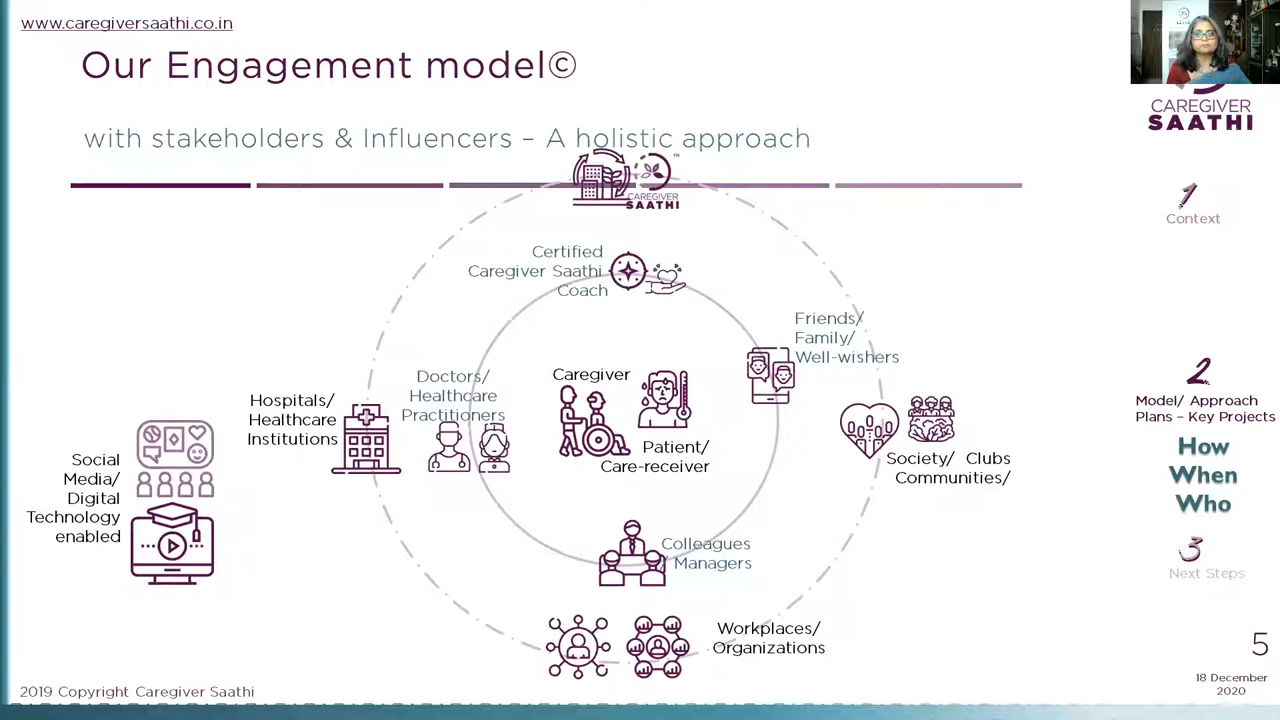 www.caregiversaathi.co.in
Our Engagement model©
with stakeholders & Influencers – A holistic approach
CAREGIVER
SAATHI
CAREGIVER
SAATHI
™
1
Context
Certified
Caregiver Saathi
Coach
Friends/
Family/
Well-wishers
Doctors/
Healthcare
Practitioners
Caregiver
Patient/
Care-receiver
Hospitals/
Healthcare
Institutions
Society/ Clubs
Communities/
Social
Media/
Digital
Technology
enabled
Colleagues
/ Managers
Workplaces/
Organizations
2
Model/ Approach
Plans – Key Projects
How
When
Who
3
Next Steps
5
18 December
2020
2019 Copyright Caregiver Saathi